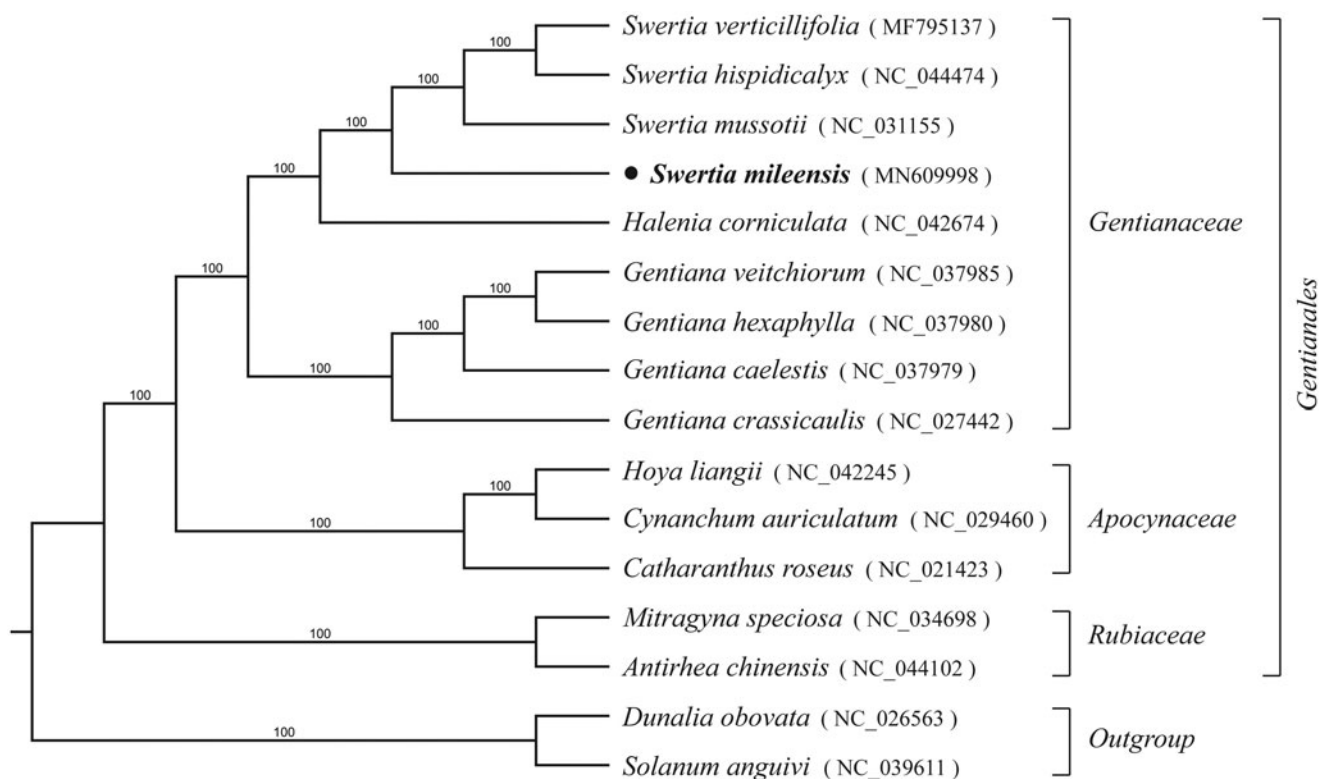 100
Swertia verticillifolia ( MF795137 )
100
Swertia hispidicalyx ( NC_044474 )
100
Swertia mussotii ( NC_031155 )
100
● Swertia mileensis ( MN609998 )
100
Halenia corniculata ( NC_042674 )
Gentianaceae
100
Gentiana veitchiorum ( NC_037985 )
100
Gentiana hexaphylla ( NC_037980 )
100
Gentiana caelestis ( NC_037979 )
100
Gentiana crassicaulis ( NC_027442 )
Gentianales
100
Hoya liangii ( NC_042245 )
100
Cynanchum auriculatum ( NC_029460 )
Apocynaceae
100
Catharanthus roseus ( NC_021423 )
Mitragyna speciosa ( NC_034698 )
100
Rubiaceae
Antirhea chinensis ( NC_044102 )
Dunalia obovata ( NC_026563 )
100
Outgroup
Solanum anguivi ( NC_039611 )